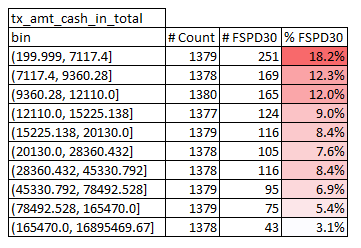 tx_amt_cash_in_total
bin # Count # FSPD30 % FSPD30
(199.999, 7117.4] 1379 251 18.2%
(7117.4, 9360.28] 1378 169 12.3%
(9360.28, 12110.0] 1380 165 12.0%
(12110.0, 15225.138] 1377 124 9.0%
(15225.138, 20130.0] 1379 116 8.4%
(20130.0, 28360.432] 1378 105 7.6%
(28360.432, 45330.792] 1378 116 8.4%
(45330.792, 78492.528] 1379 95 6.9%
(78492.528, 165470.0] 1379 75 5.4%
(165470.0, 16895469.67] 1378 43 3.1%